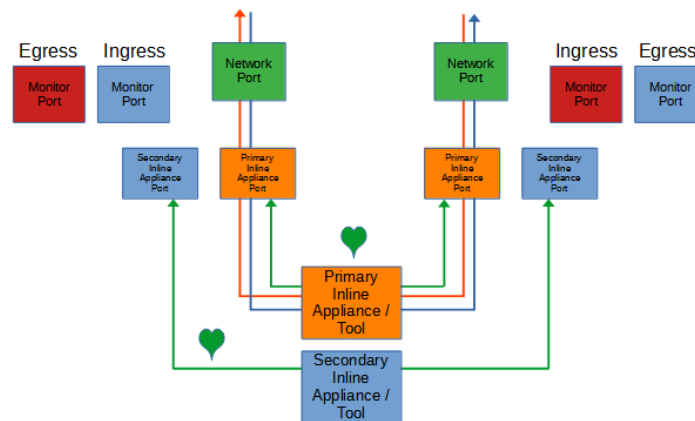 Egress
Ingress
Monitor
Port
Monitor
Port
Network
Port
Network
Port
Ingress
Egress
Monitor
Port
Monitor
Port
Secondary
Inline
Appliance
Port
Primary
Inline
Appliance
Port
Primary
Inline
Appliance
Port
Secondary
Inline
Appliance
Port
Primary
Inline
Appliance /
Tool
Secondary
Inline
Appliance /
Tool